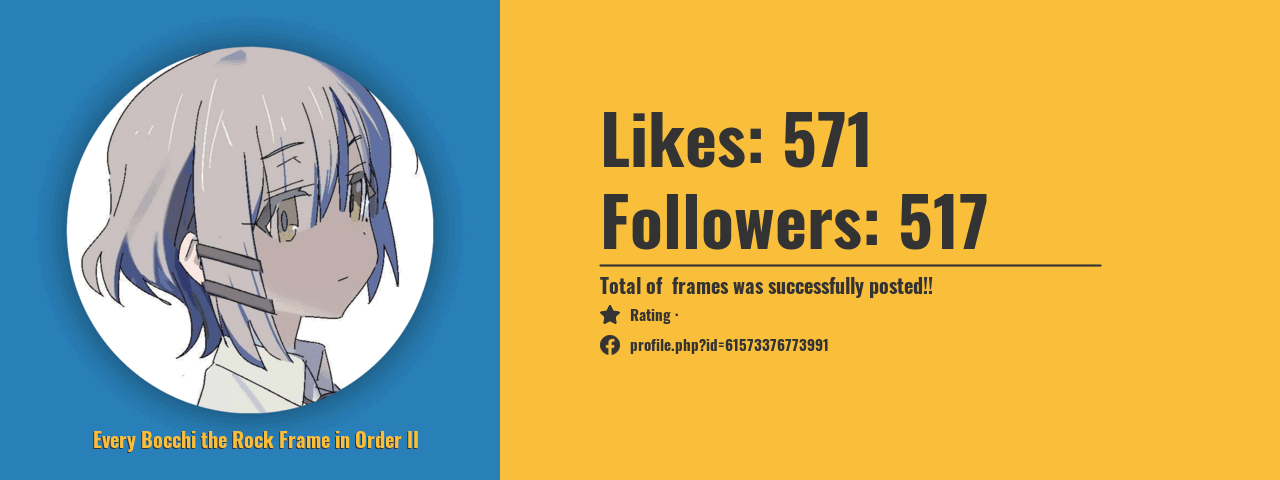 Likes: 571
Followers: 517
Total of  frames was successfully posted!!
Rating ·
profile.php?id=61573376773991
Every Bocchi the Rock Frame in Order II